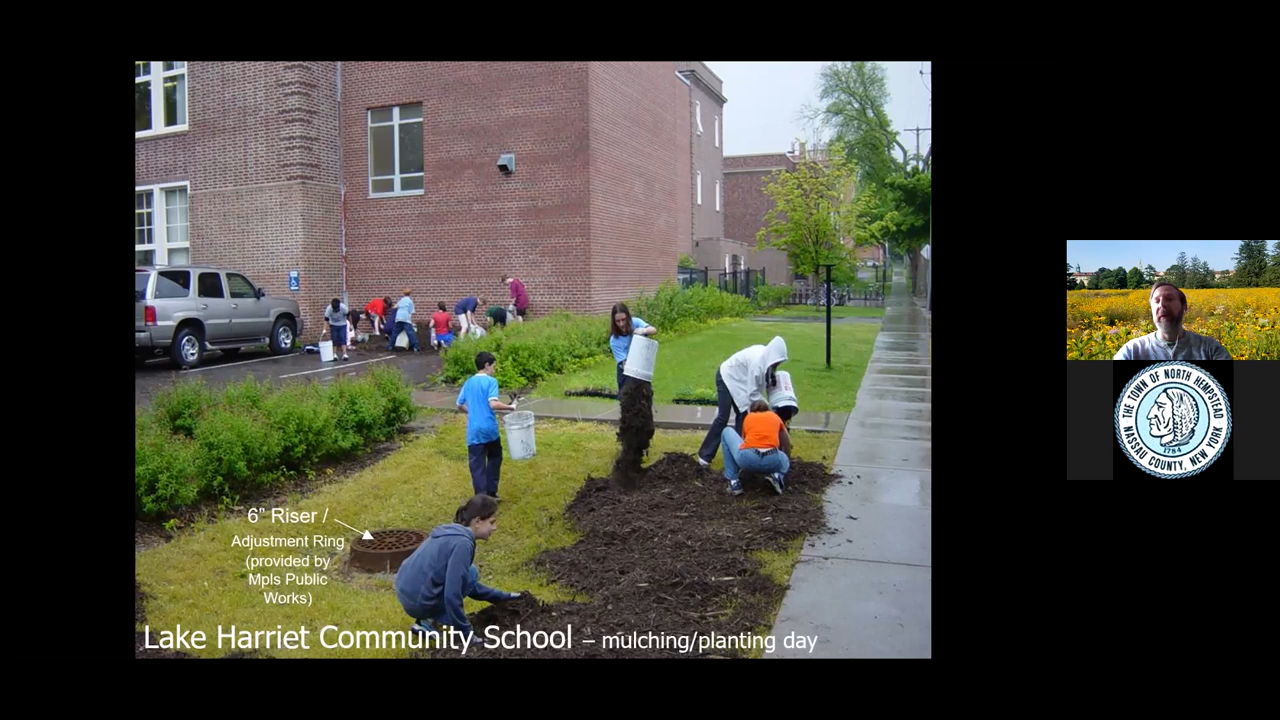 6” Riser /
Adjustment Ring
(provided by
Mpls Public
Works)
Lake Harriet Community School – mulching/planting day
THE TOWN OF NORTH HEMPSTEAD
NASSAU COUNTY, NEW YORK
1784